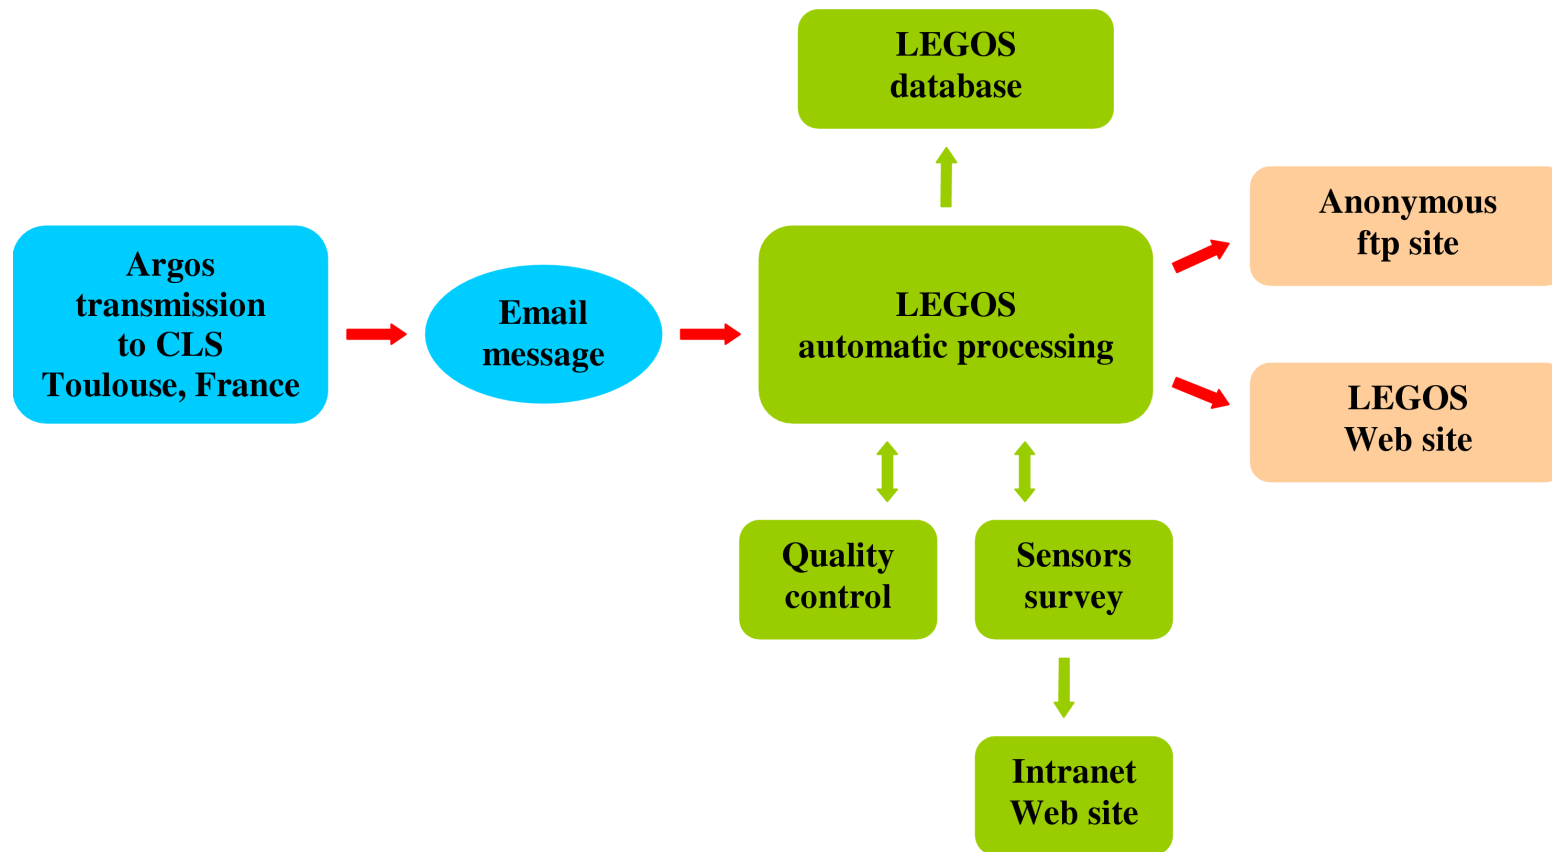 LEGOS
database
Anonymous
ftp site
Argos
transmission
to CLS
Toulouse, France
Email
message
LEGOS
automatic processing
LEGOS
Web site
Quality
control
Sensors
survey
Intranet
Web site